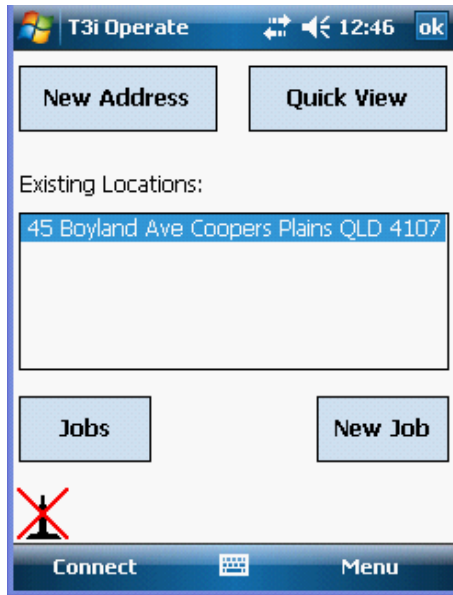 T3i Operate 12:46 ok
New Address Quick View
Existing Locations:
45 Boyland Ave Coopers Plains QLD 4107
Jobs New Job
Connect Menu